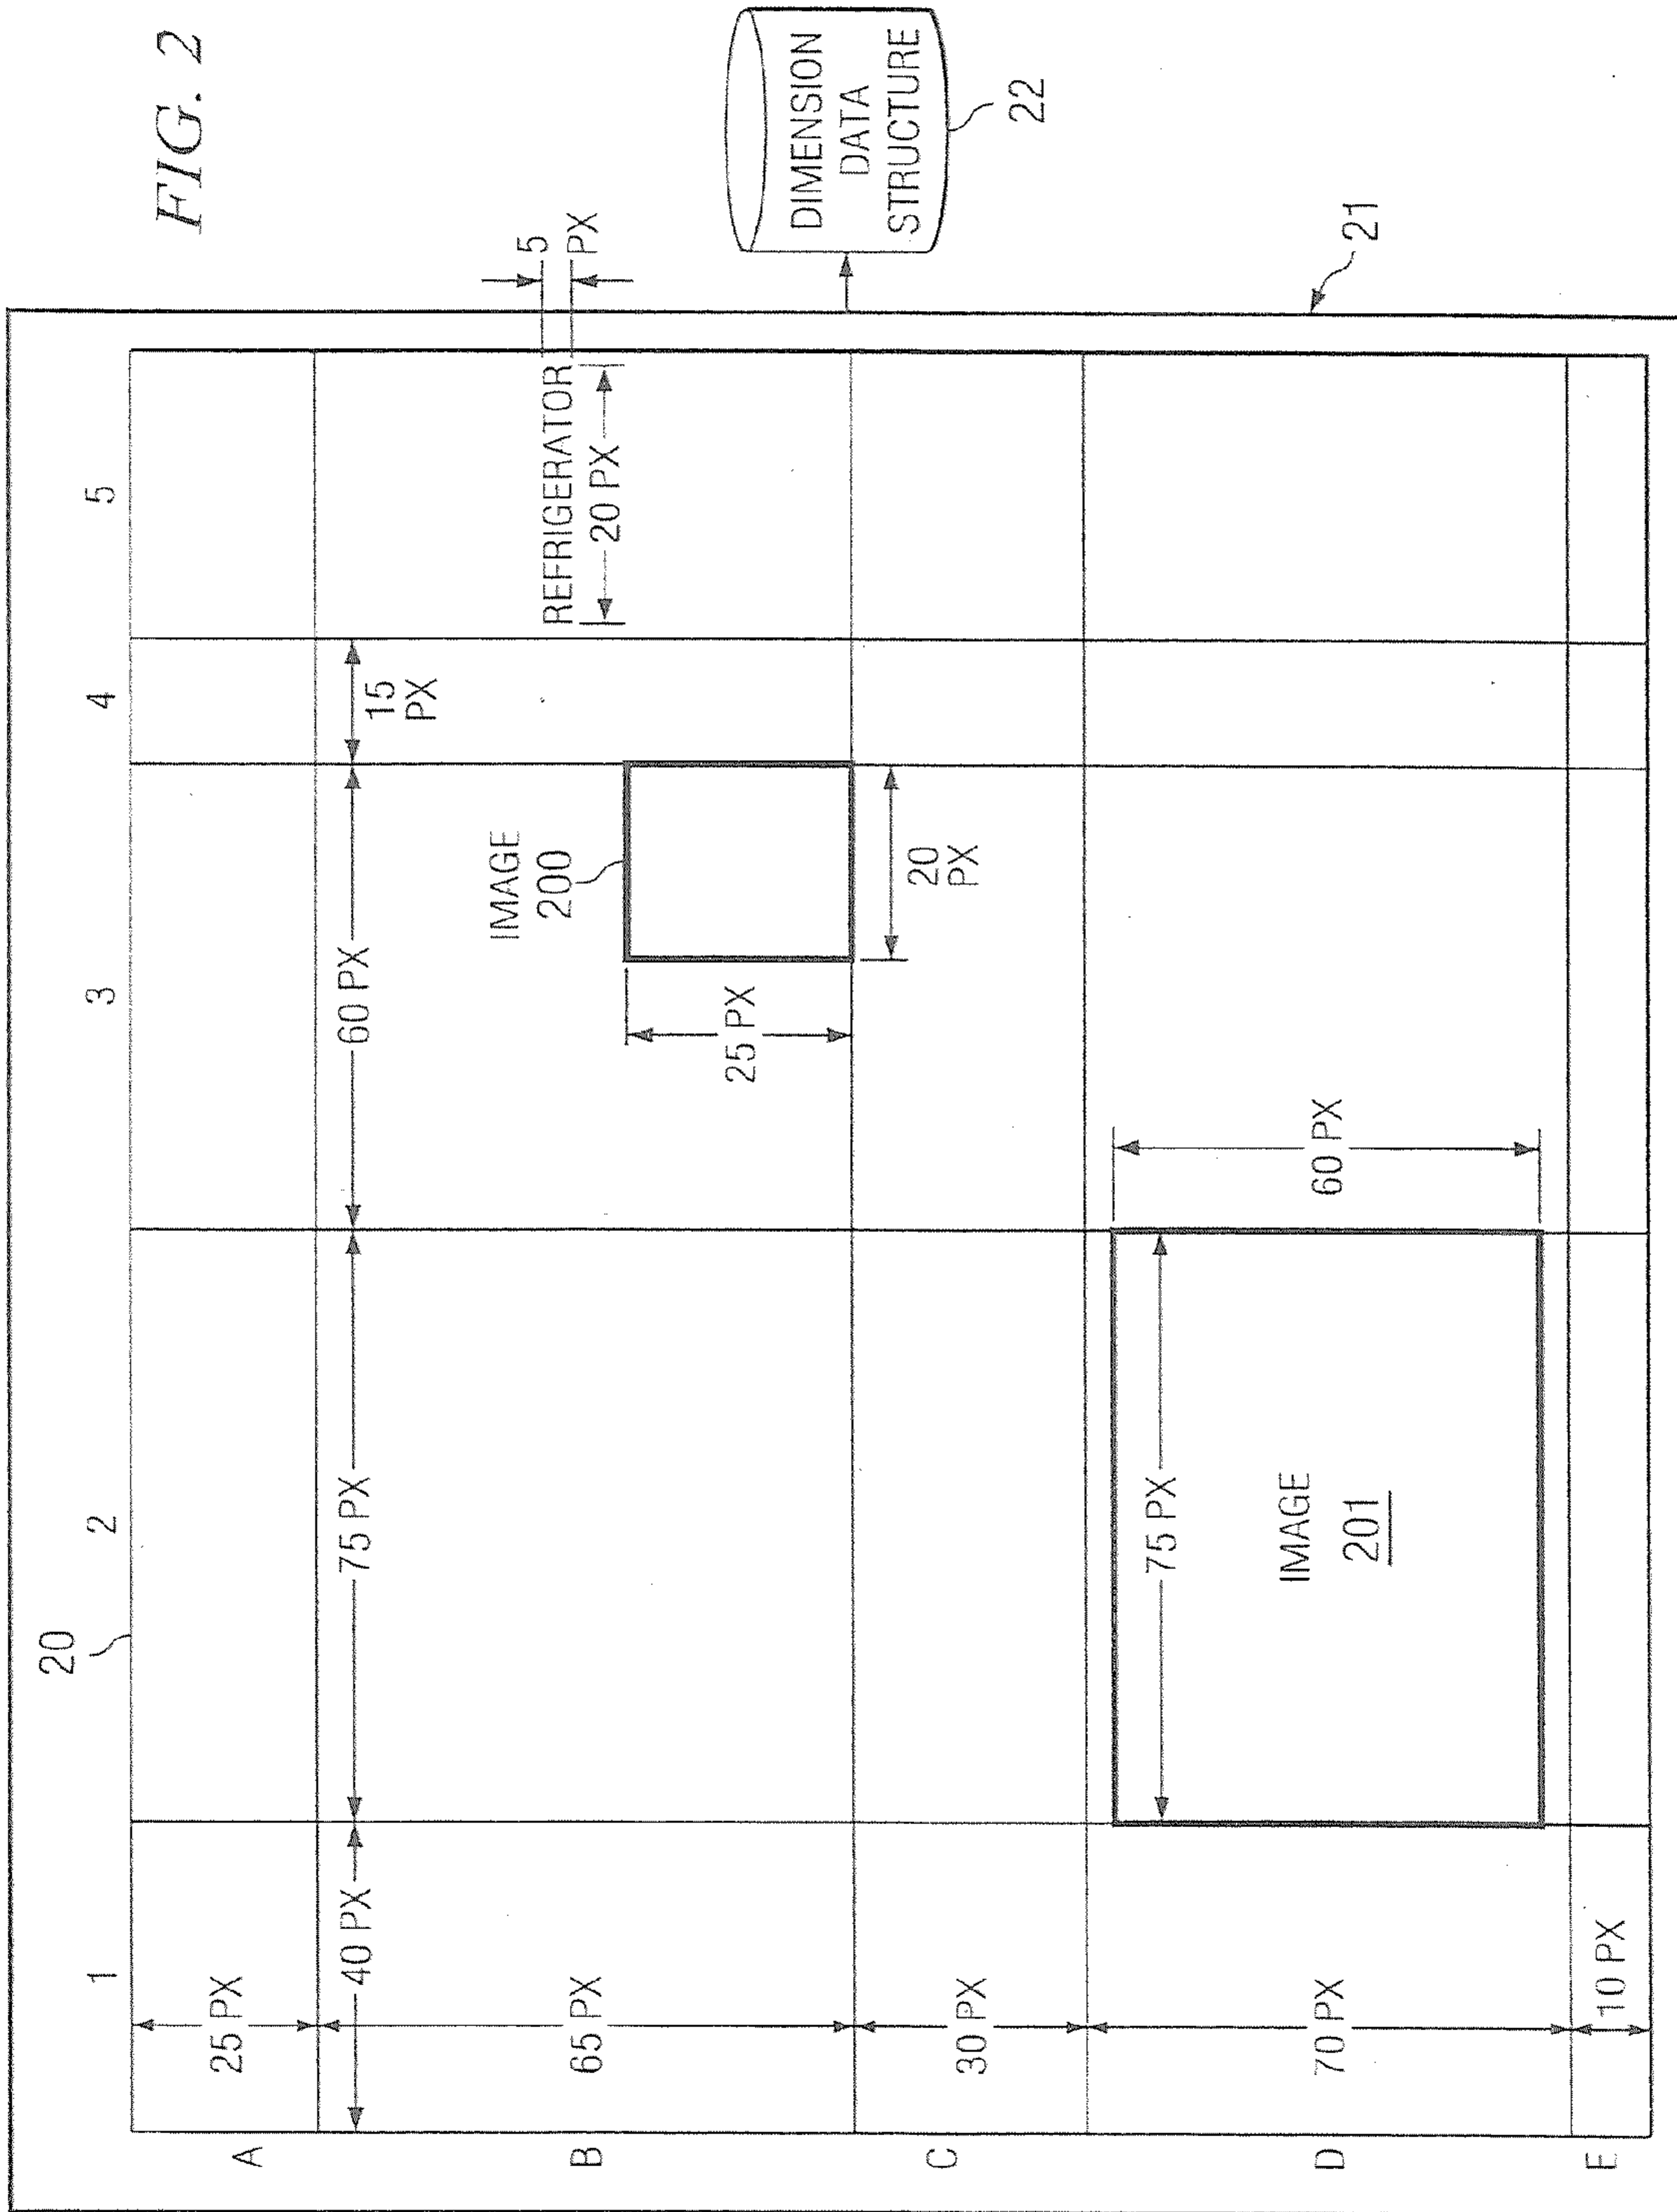 FIG. 2
20
1
2
3
4
5
A
B
C
D
E
25 PX
40 PX
75 PX
60 PX
15
PX
65 PX
REFRIGERATOR
20 PX
5
PX
IMAGE
200
25 PX
20
PX
30 PX
70 PX
75 PX
60 PX
IMAGE
201
10 PX
DIMENSION
DATA
STRUCTURE
22
21